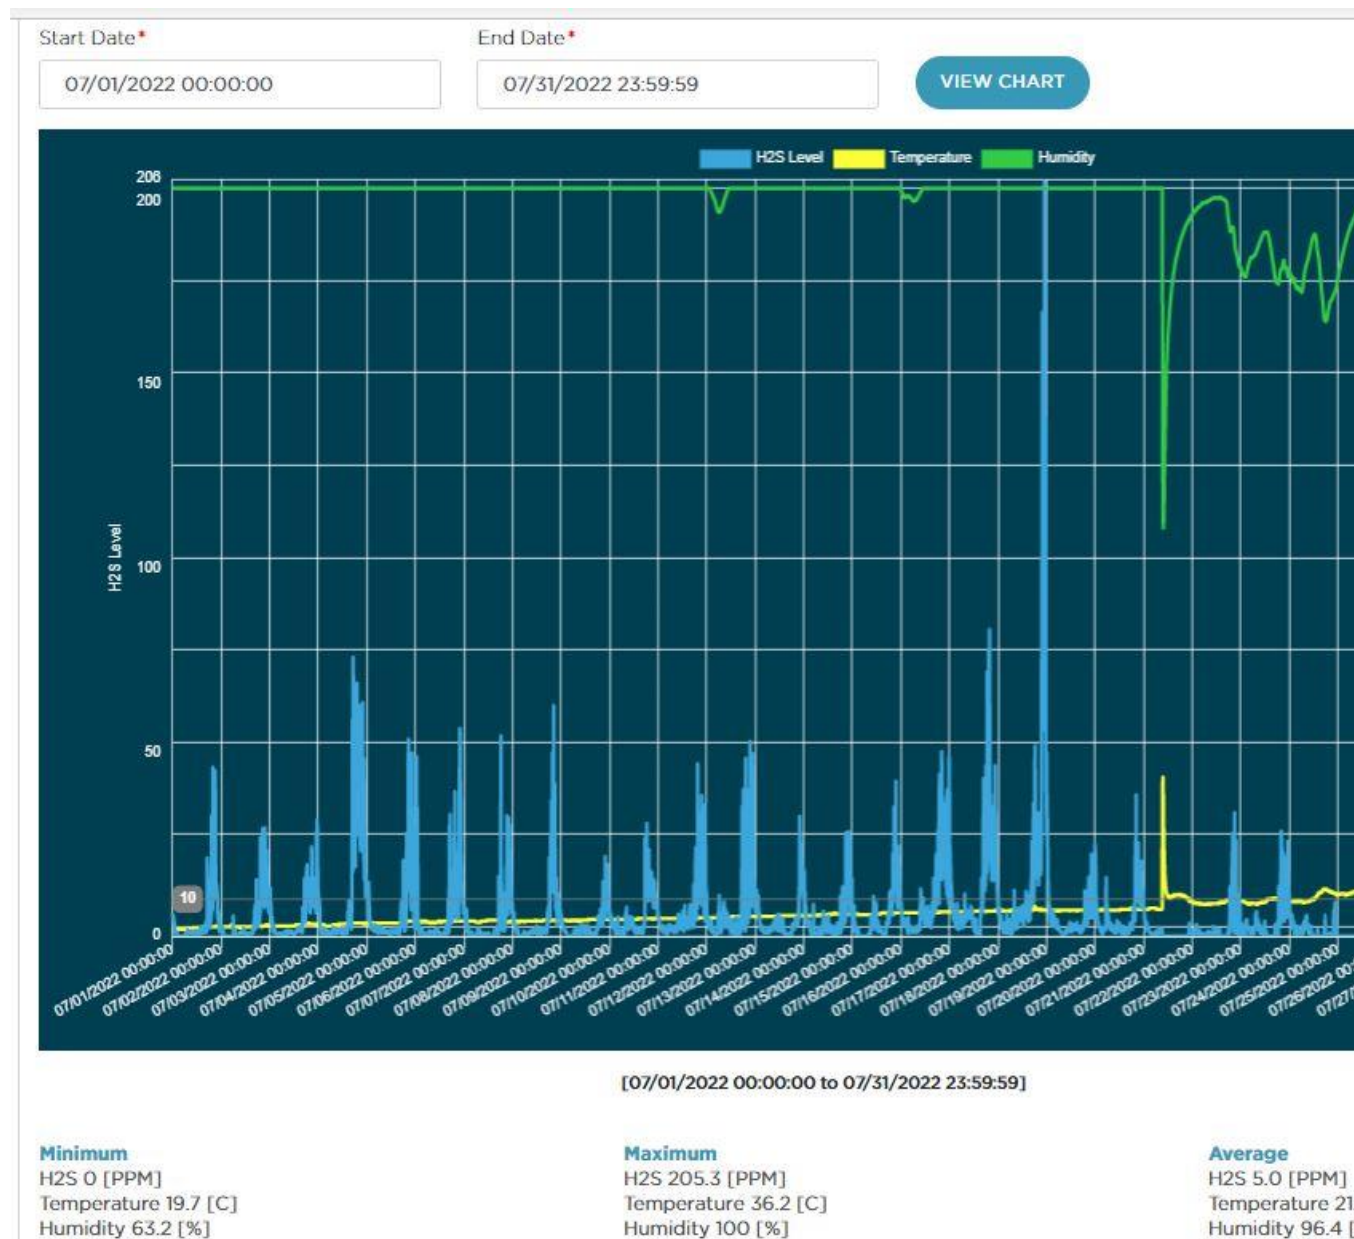 Start Date*
End Date*
07/01/2022 00:00:00
07/31/2022 23:59:59
VIEW CHART
H2S Level
Temperature
Humidity
206
200
150
100
50
10
0
H2S Level
07/01/2022 00:00:00
07/02/2022 00:00:00
07/03/2022 00:00:00
07/04/2022 00:00:00
07/05/2022 00:00:00
07/06/2022 00:00:00
07/07/2022 00:00:00
07/08/2022 00:00:00
07/09/2022 00:00:00
07/10/2022 00:00:00
07/11/2022 00:00:00
07/12/2022 00:00:00
07/13/2022 00:00:00
07/14/2022 00:00:00
07/15/2022 00:00:00
07/16/2022 00:00:00
07/17/2022 00:00:00
07/18/2022 00:00:00
07/19/2022 00:00:00
07/20/2022 00:00:00
07/21/2022 00:00:00
07/22/2022 00:00:00
07/23/2022 00:00:00
07/24/2022 00:00:00
07/25/2022 00:00:00
07/26/2022 00:
07/27/
[07/01/2022 00:00:00 to 07/31/2022 23:59:59]
Minimum
H2S 0 [PPM]
Temperature 19.7 [C]
Humidity 63.2 [%]
Maximum
H2S 205.3 [PPM]
Temperature 36.2 [C]
Humidity 100 [%]
Average
H2S 5.0 [PPM]
Temperature 21
Humidity 96.4 [